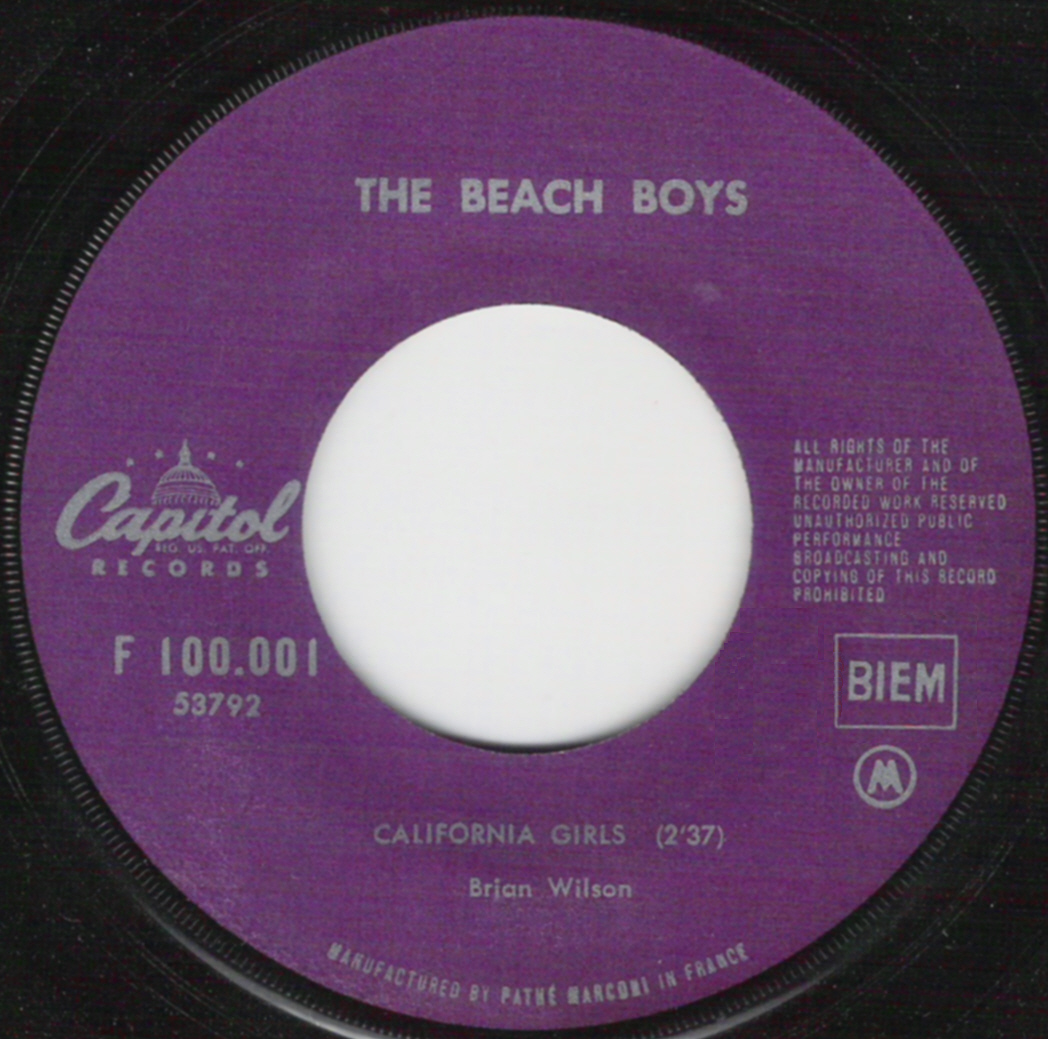 THE BEACH BOYS
Capitol
REG. U.S. PAT. OFF.
RECORDS
F 100.001
53792
ALL RIGHTS OF THE
MANUFACTURER AND OF
THE OWNER OF THE
RECORDED WORK RESERVED
UNAUTHORIZED PUBLIC
PERFORMANCE
BROADCASTING AND
COPYING OF THIS RECORD
PROHIBITED
BIEM
M
CALIFORNIA GIRLS (2'37)
Brian Wilson
MANUFACTURED BY PATHÉ MARCONI IN FRANCE